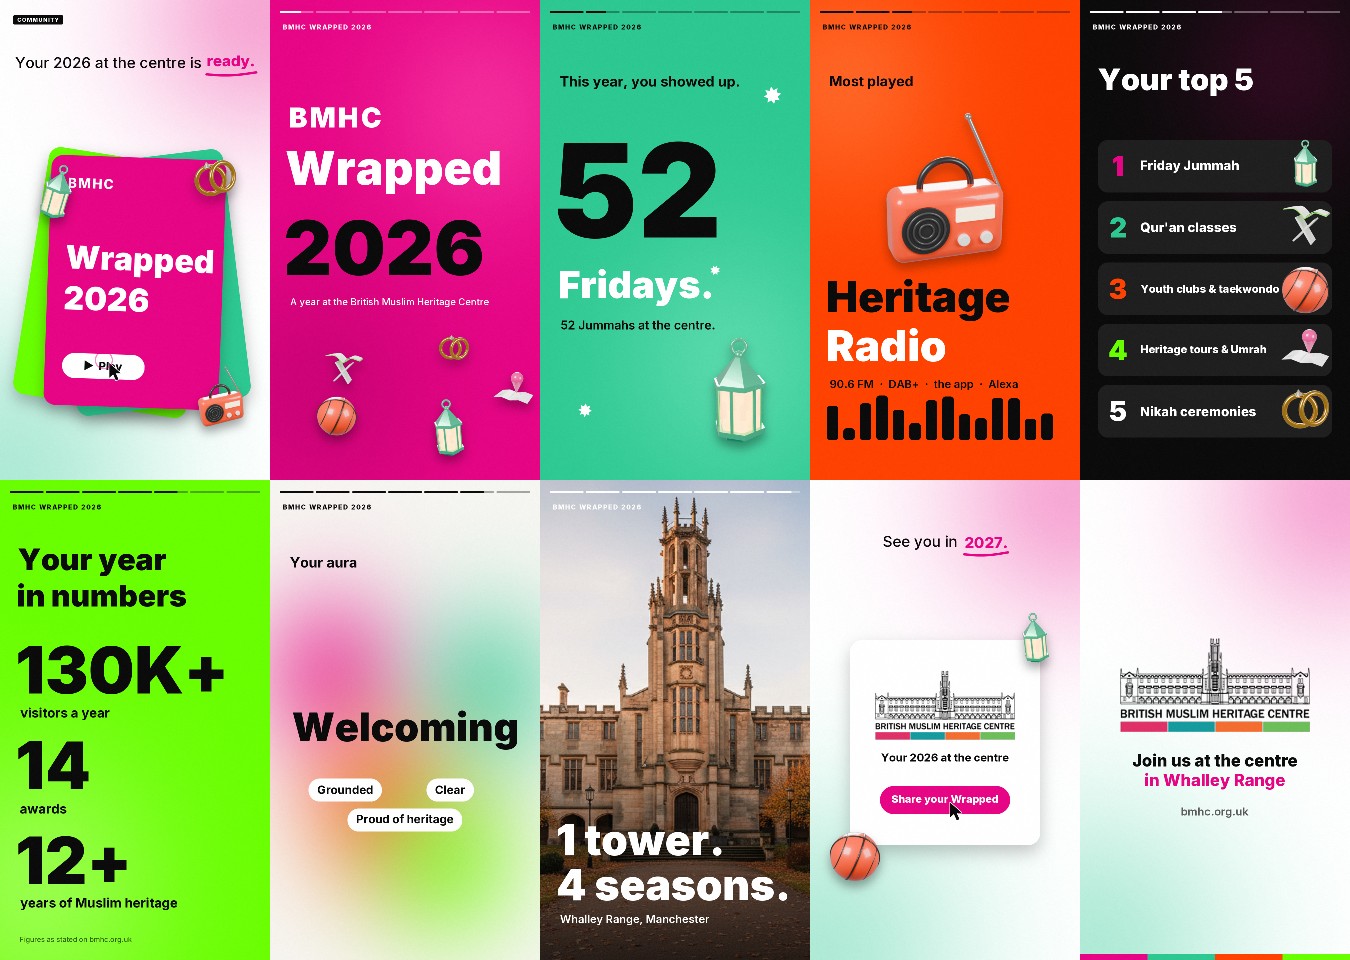 COMMUNITY
Your 2026 at the centre is ready.
BMHC
Wrapped
2026
Play
BMHC WRAPPED 2026
BMHC
Wrapped
2026
A year at the British Muslim Heritage Centre
BMHC WRAPPED 2026
This year, you showed up.
52
Fridays.
52 Jummahs at the centre.
BMHC WRAPPED 2026
Most played
Heritage
Radio
90.6 FM · DAB+ · the app · Alexa
BMHC WRAPPED 2026
Your top 5
1 Friday Jummah
2 Qur'an classes
3 Youth clubs & taekwondo
4 Heritage tours & Umrah
5 Nikah ceremonies
BMHC WRAPPED 2026
Your year
in numbers
130K+
visitors a year
14
awards
12+
years of Muslim heritage
Figures as stated on bmhc.org.uk
BMHC WRAPPED 2026
Your aura
Welcoming
Grounded
Clear
Proud of heritage
BMHC WRAPPED 2026
1 tower.
4 seasons.
Whalley Range, Manchester
See you in 2027.
BRITISH MUSLIM HERITAGE CENTRE
Your 2026 at the centre
Share your Wrapped
BRITISH MUSLIM HERITAGE CENTRE
Join us at the centre
in Whalley Range
bmhc.org.uk